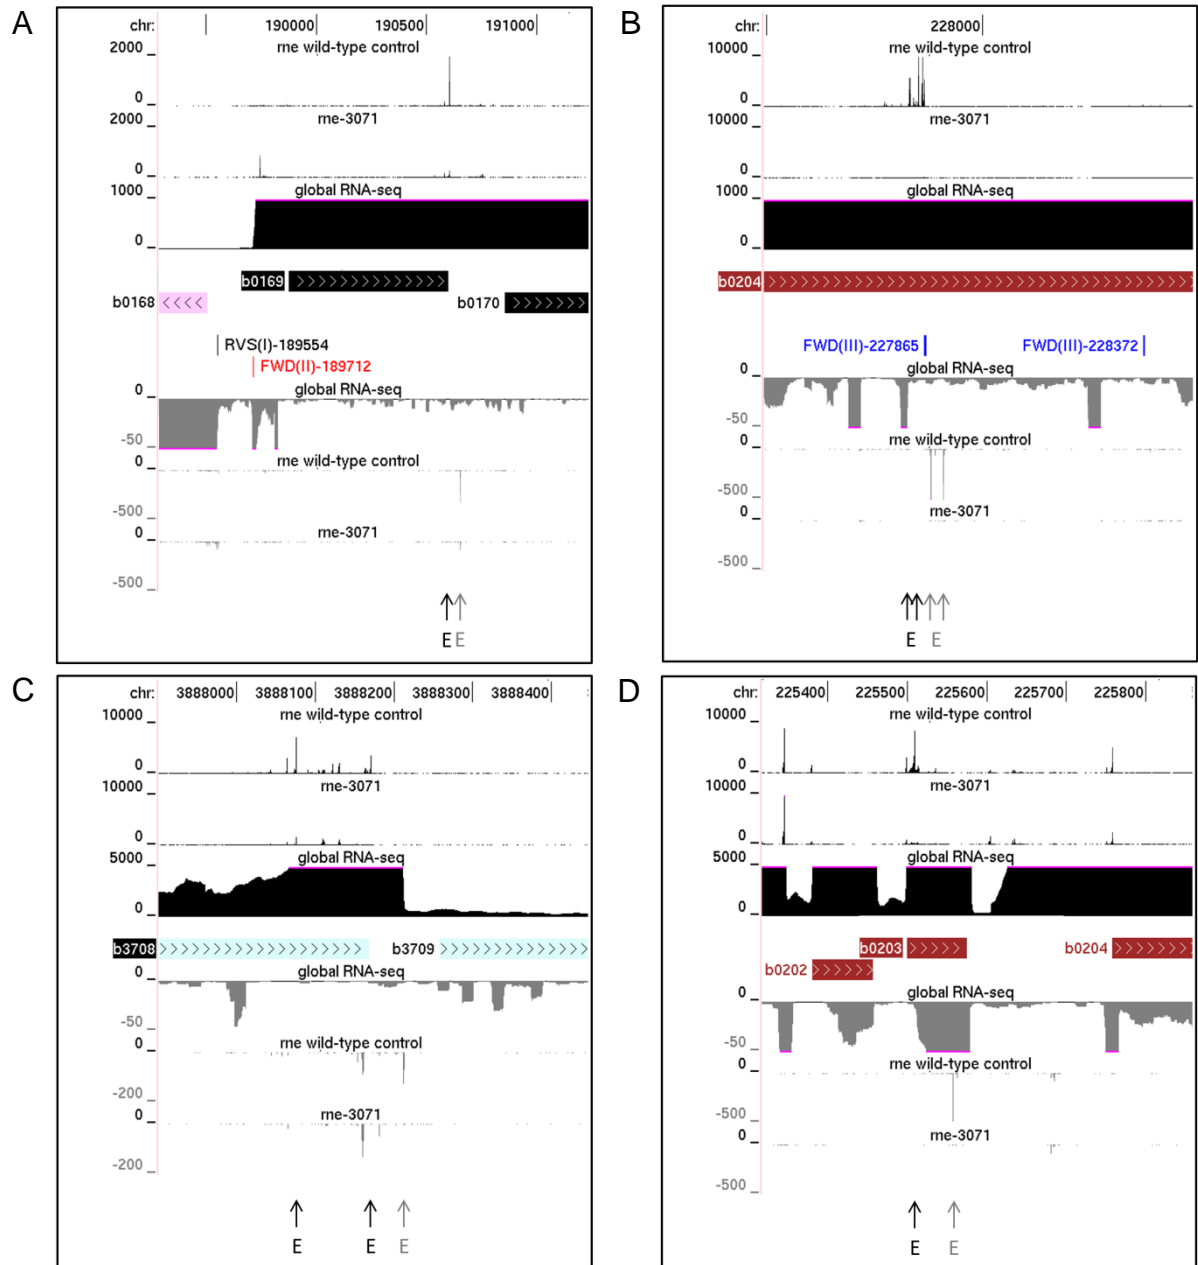 A
chr: 190000 190500 191000
rne wild-type control
2000
0
rne-3071
2000
0
global RNA-seq
1000
0
b0169
b0168 b0170
RVS(I)-189554
FWD(II)-189712
global RNA-seq
0
-50
rne wild-type control
0
-500
rne-3071
0
-500
E E
B
chr: 228000
rne wild-type control
10000
0
rne-3071
10000
0
global RNA-seq
1000
0
b0204
FWD(III)-227865 FWD(III)-228372
global RNA-seq
0
-50
rne wild-type control
0
-500
rne-3071
0
-500
E E
C
chr: 3888000 3888100 3888200 3888300 3888400
rne wild-type control
10000
0
rne-3071
10000
0
global RNA-seq
5000
0
b3708 b3709
global RNA-seq
0
-50
rne wild-type control
0
-200
rne-3071
0
-200
E E E
D
chr: 225400 225500 225600 225700 225800
rne wild-type control
10000
0
rne-3071
10000
0
global RNA-seq
5000
0
b0203 b0204
b0202
global RNA-seq
0
-50
rne wild-type control
0
-500
rne-3071
0
-500
E E